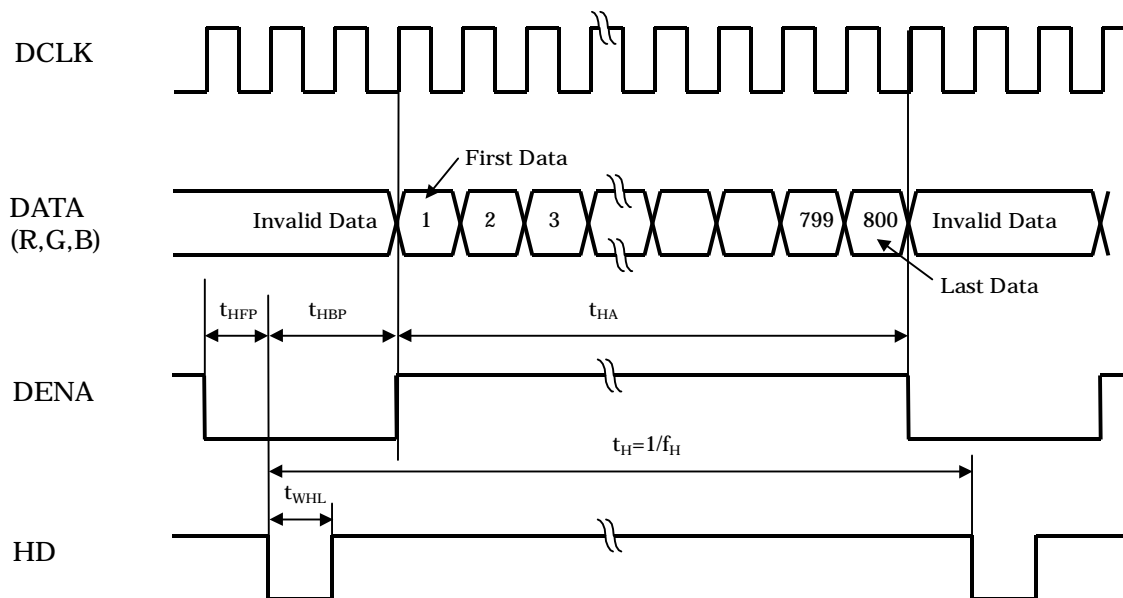 DCLK
First Data
DATA
(R,G,B)
Invalid Data 1 2 3 799 800 Invalid Data
Last Data
tHFP tHBP tHA
DENA
tH=1/fH
tWHL
HD